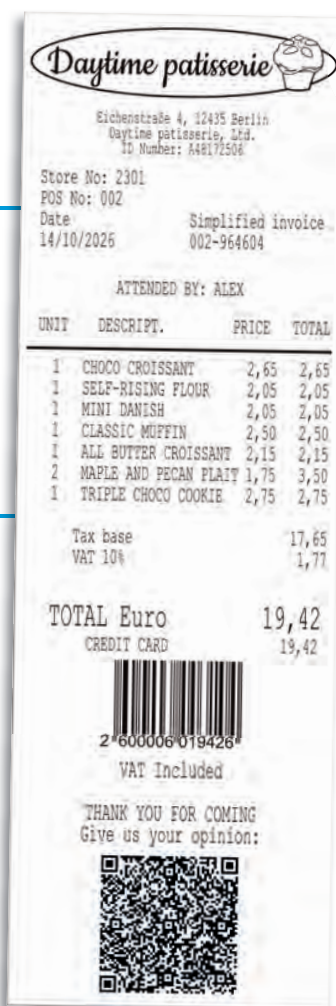 Daytime patisserie
Eichenstraße 4, 12435 Berlin
Daytime patisserie, Ltd.
ID Number: A48172506
Store No: 2301
POS No: 002
Date Simplified invoice
14/10/2026 002-964604
ATTENDED BY: ALEX
UNIT DESCRIPT. PRICE TOTAL
1 CHOCO CROISSANT 2,65 2,65
1 SELF-RISING FLOUR 2,05 2,05
1 MINI DANISH 2,05 2,05
1 CLASSIC MUFFIN 2,50 2,50
1 ALL BUTTER CROISSANT 2,15 2,15
2 MAPLE AND PECAN PLAIT 1,75 3,50
1 TRIPLE CHOCO COOKIE 2,75 2,75
Tax base 17,65
VAT 10% 1,77
TOTAL Euro 19,42
CREDIT CARD 19,42
2 600006 019426
VAT Included
THANK YOU FOR COMING
Give us your opinion: